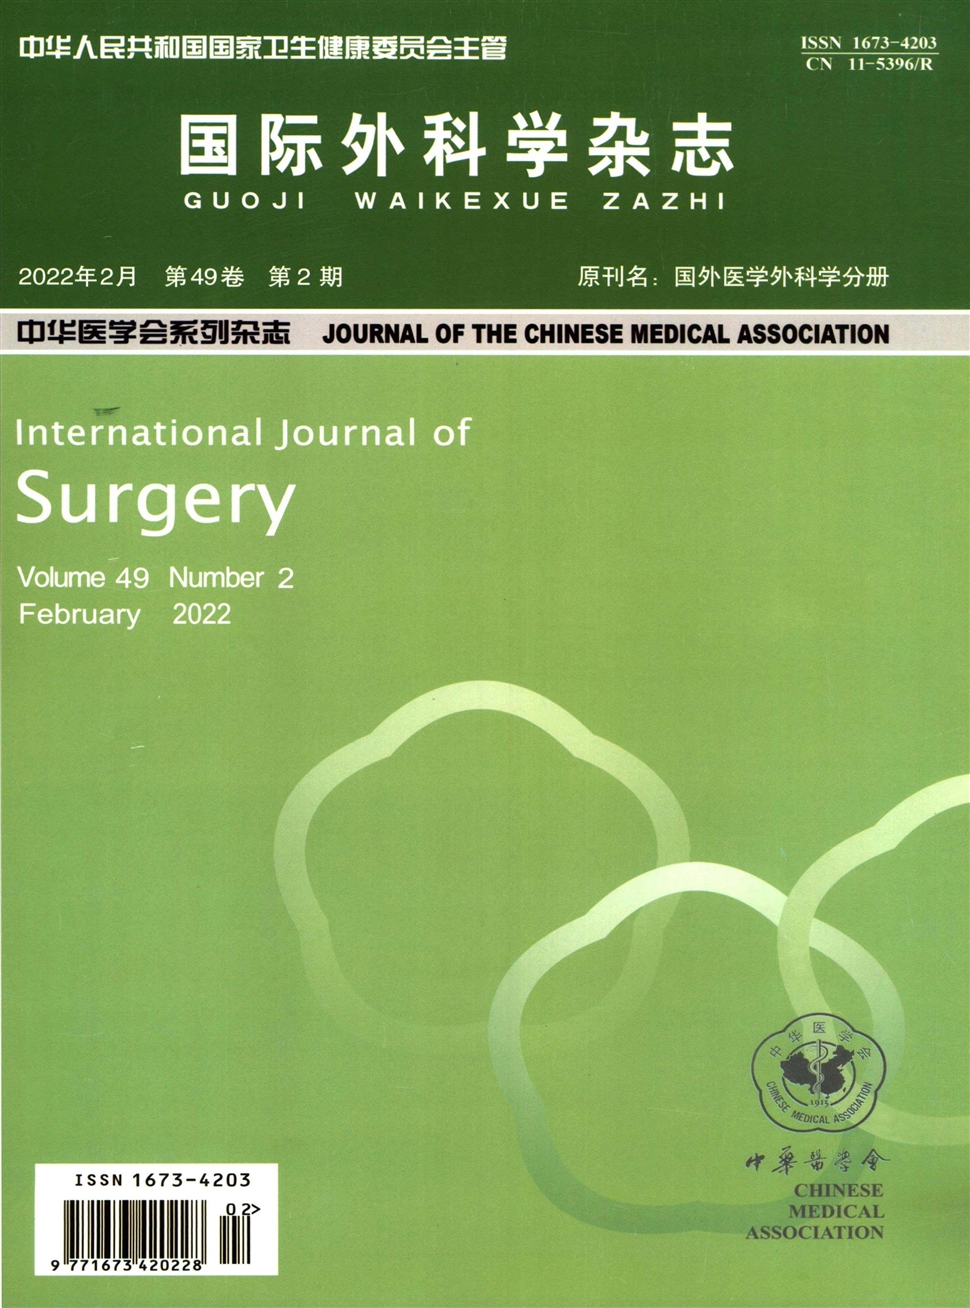 中华人民共和国国家卫生健康委员会主管
ISSN 1673-4203
CN 11-5396/R
国际外科学杂志
GUOJI WAIKEXUE ZAZHI
2022年2月 第49卷 第2期
原刊名：国外医学外科学分册
中华医学会系列杂志 JOURNAL OF THE CHINESE MEDICAL ASSOCIATION
International Journal of
Surgery
Volume 49 Number 2
February 2022
中华医学会
1915
CHINESE MEDICAL ASSOCIATION
中華醫學會
CHINESE
MEDICAL
ASSOCIATION
ISSN 1673-4203
02>
9 771673 420228